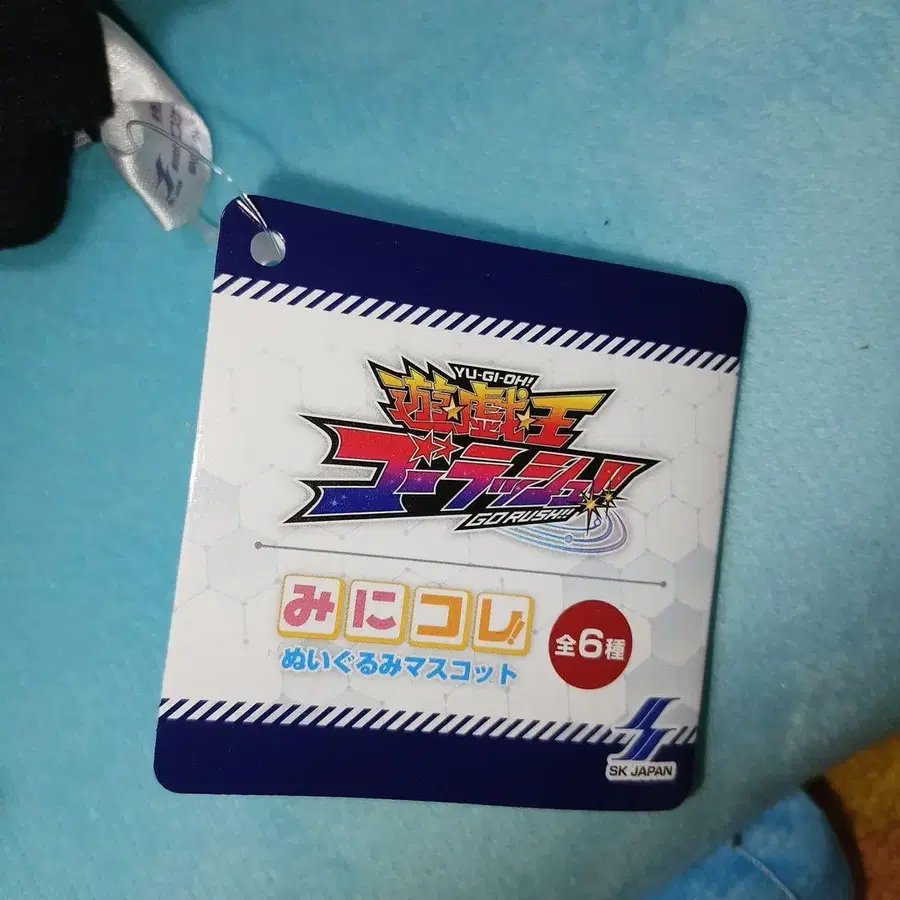 YU-GI-OH!
遊☆戯☆王
ゴーラッシュ!!
GO RUSH!!
みにコレ!
ぬいぐるみマスコット
全6種
SK JAPAN